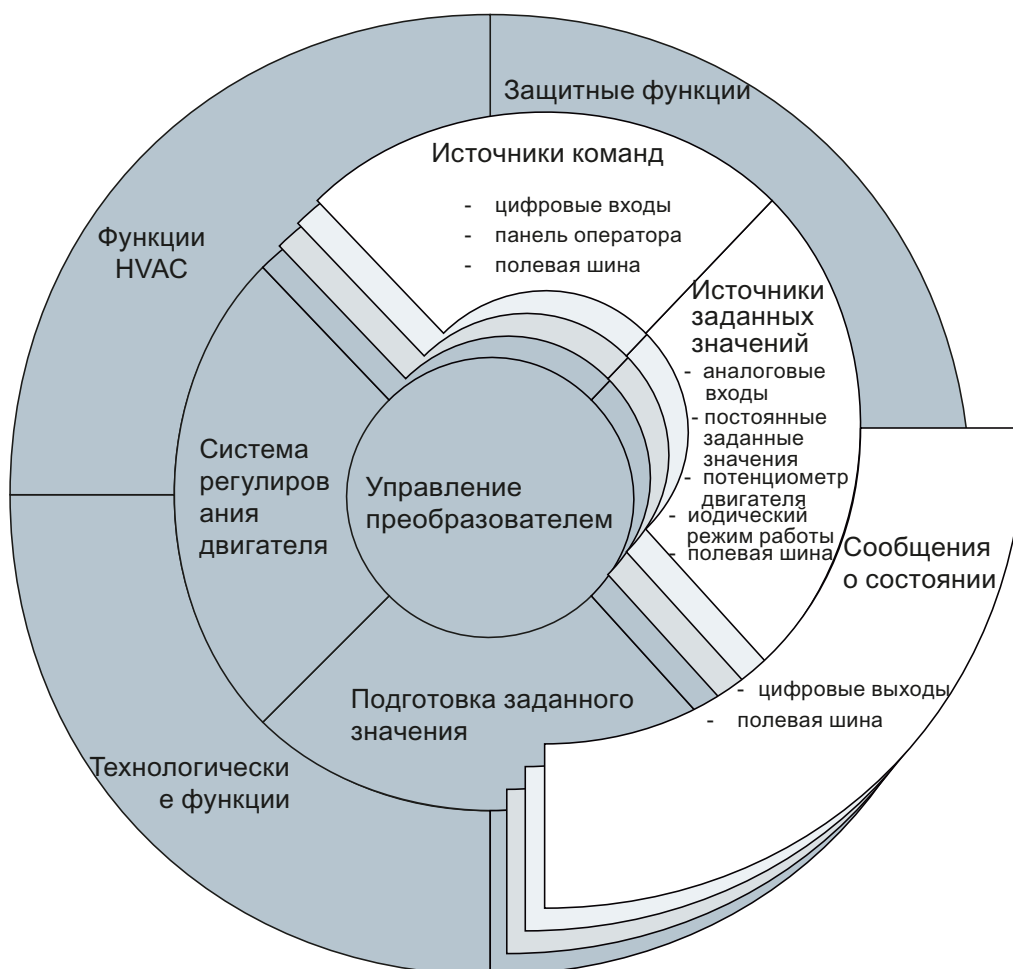 Защитные функции
Источники команд
- цифровые входы
- панель оператора
- полевая шина
Функции
HVAC
Источники
заданных
значений
- аналоговые
входы
- постоянные
заданные
значения
- потенциометр
двигателя
- иодический
режим работы
- полевая шина
Система
регулиров
ания
двигателя
Управление
преобразователем
Сообщения
о состоянии
- цифровые выходы
- полевая шина
Подготовка заданного
значения
Технологически
е функции